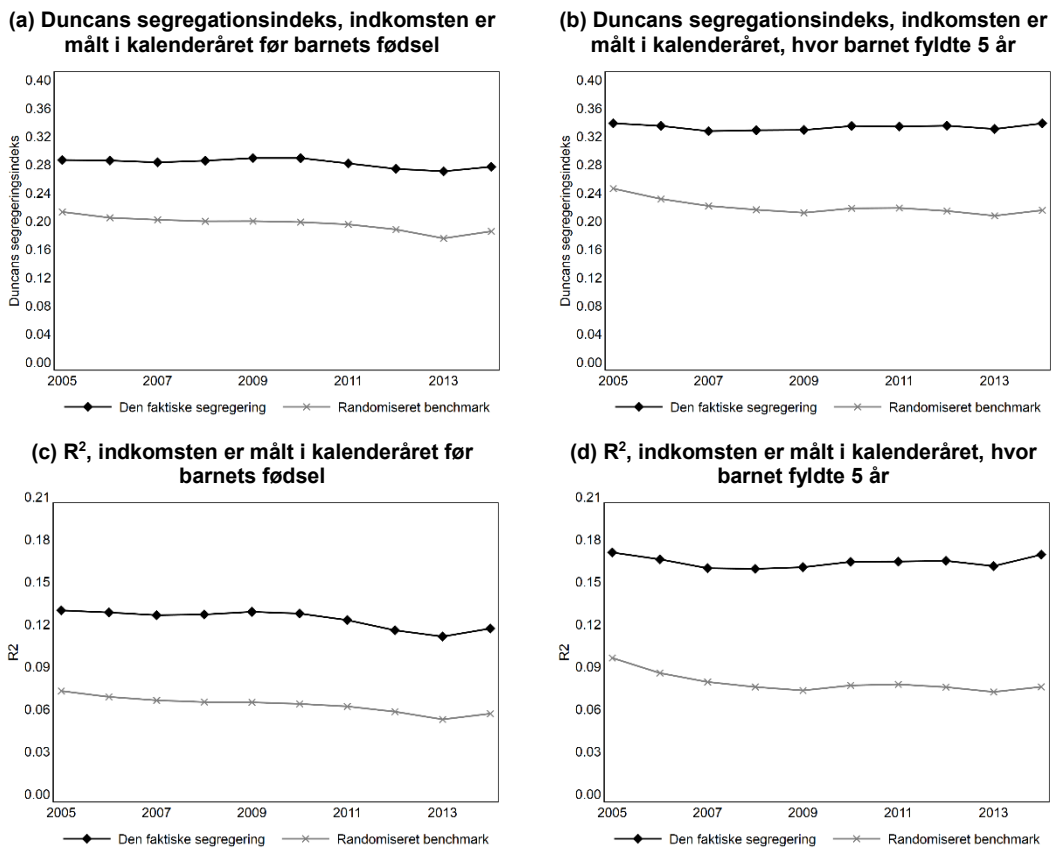 (a) Duncans segregationsindeks, indkomsten er
målt i kalenderåret før barnets fødsel
Duncans segregeringsindeks
0.40
0.36
0.32
0.28
0.24
0.20
0.16
0.12
0.08
0.04
0.00
2005 2007 2009 2011 2013
Den faktiske segregering Randomiseret benchmark
(b) Duncans segregationsindeks, indkomsten er
målt i kalenderåret, hvor barnet fyldte 5 år
Duncans segregeringsindeks
0.40
0.36
0.32
0.28
0.24
0.20
0.16
0.12
0.08
0.04
0.00
2005 2007 2009 2011 2013
Den faktiske segregering Randomiseret benchmark
(c) R², indkomsten er målt i kalenderåret før
barnets fødsel
R2
0.21
0.18
0.15
0.12
0.09
0.06
0.03
0.00
2005 2007 2009 2011 2013
Den faktiske segregering Randomiseret benchmark
(d) R², indkomsten er målt i kalenderåret, hvor
barnet fyldte 5 år
R2
0.21
0.18
0.15
0.12
0.09
0.06
0.03
0.00
2005 2007 2009 2011 2013
Den faktiske segregering Randomiseret benchmark